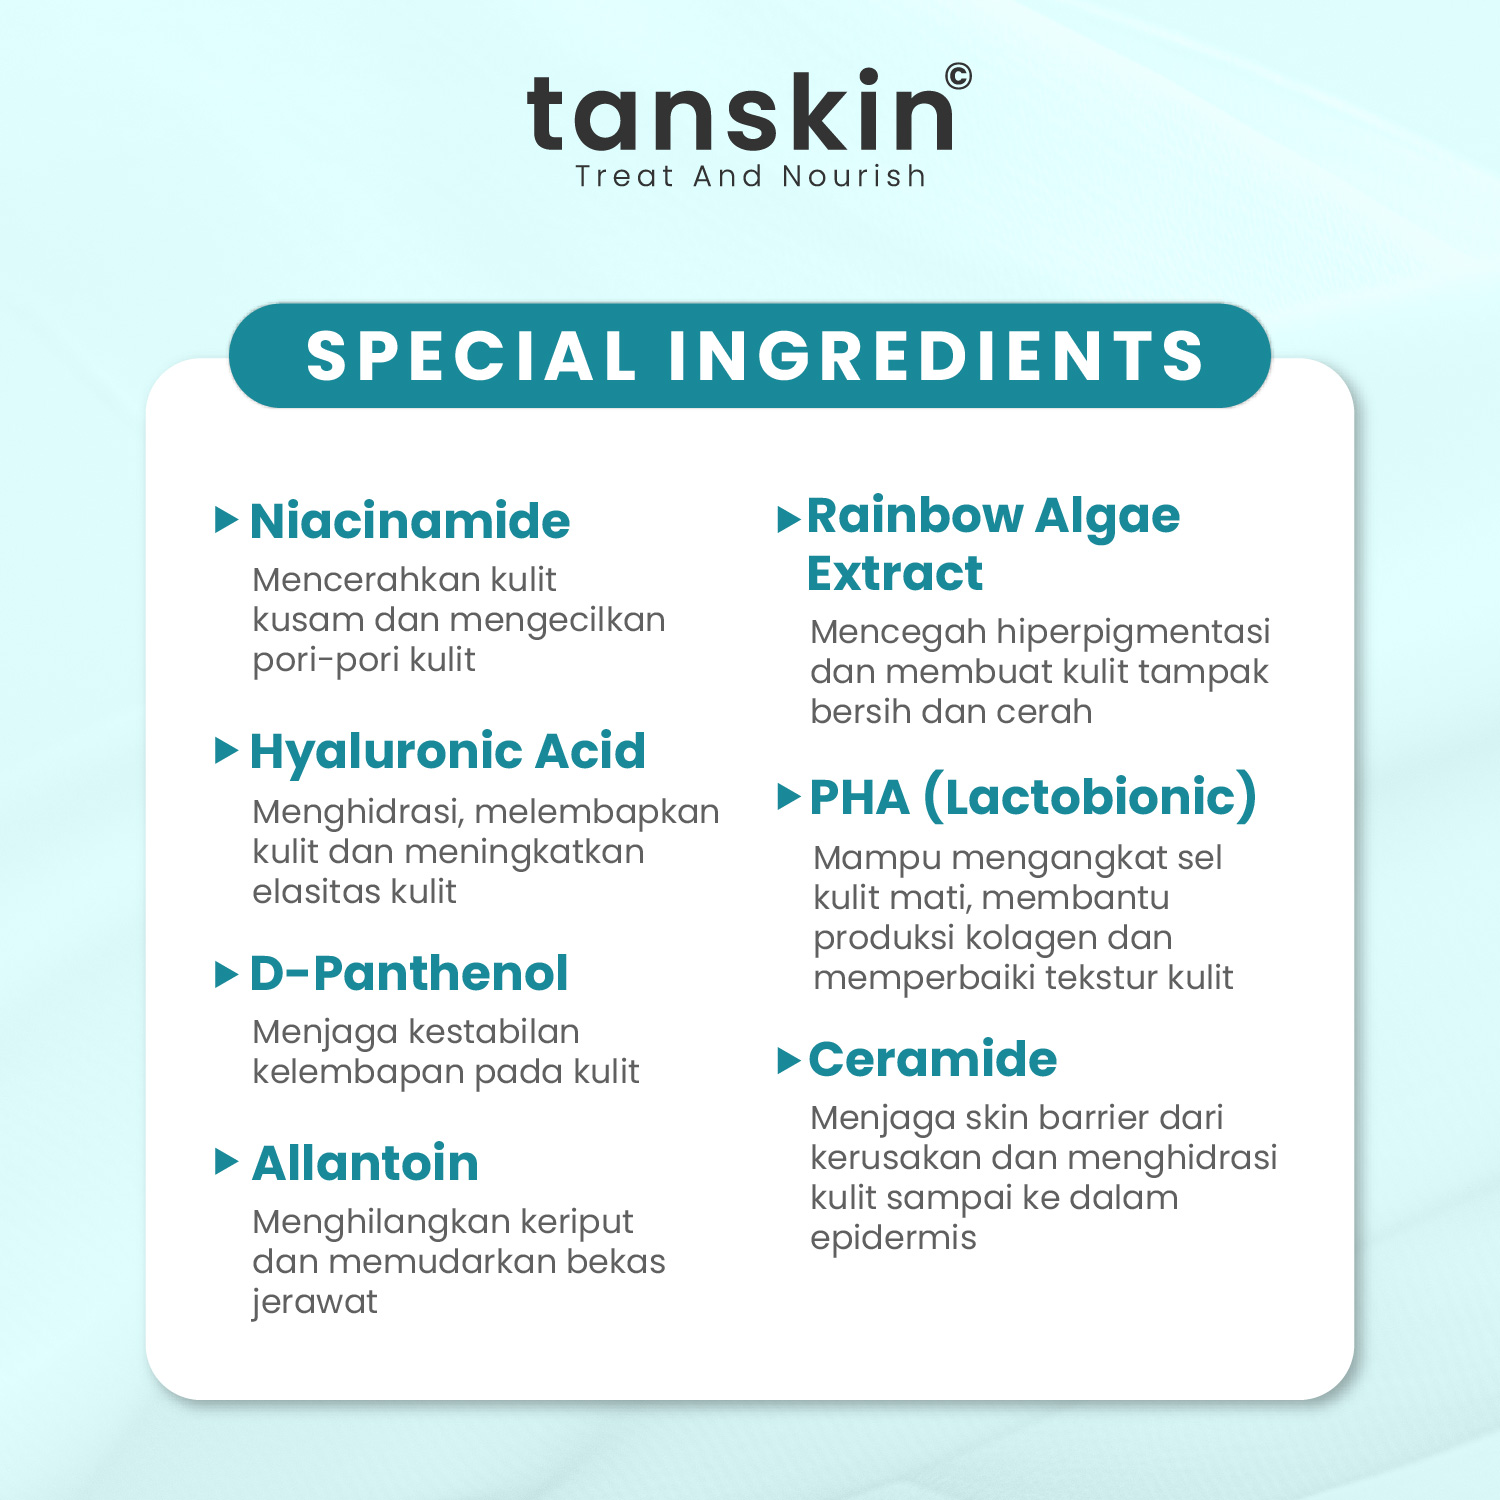 tanskin©
Treat And Nourish
SPECIAL INGREDIENTS
Niacinamide
Mencerahkan kulit
kusam dan mengecilkan
pori-pori kulit
Hyaluronic Acid
Menghidrasi, melembapkan
kulit dan meningkatkan
elasitas kulit
D-Panthenol
Menjaga kestabilan
kelembapan pada kulit
Allantoin
Menghilangkan keriput
dan memudarkan bekas
jerawat
Rainbow Algae
Extract
Mencegah hiperpigmentasi
dan membuat kulit tampak
bersih dan cerah
PHA (Lactobionic)
Mampu mengangkat sel
kulit mati, membantu
produksi kolagen dan
memperbaiki tekstur kulit
Ceramide
Menjaga skin barrier dari
kerusakan dan menghidrasi
kulit sampai ke dalam
epidermis